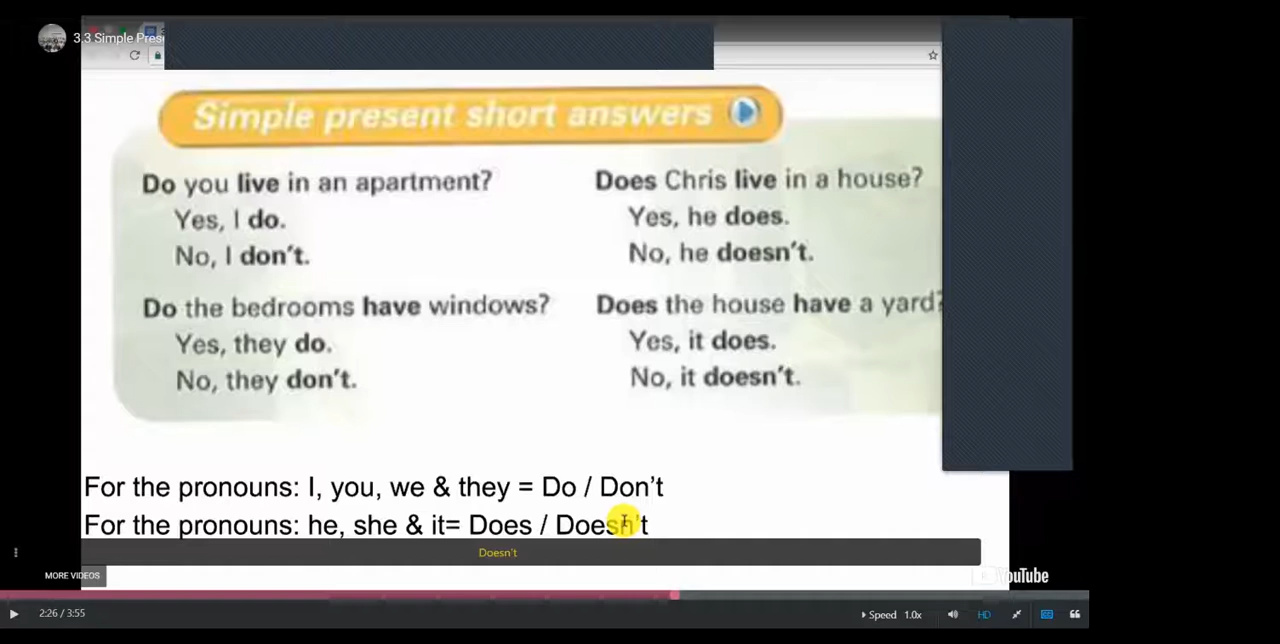 3.3 Simple Prese
Simple present short answers
Do you live in an apartment?
Yes, I do.
No, I don't.
Do the bedrooms have windows?
Yes, they do.
No, they don't.
Does Chris live in a house?
Yes, he does.
No, he doesn't.
Does the house have a yard?
Yes, it does.
No, it doesn't.
For the pronouns: I, you, we & they = Do / Don't
For the pronouns: he, she & it= Does / Doesn't
Doesn't
MORE VIDEOS
YouTube
2:26 / 3:55
Speed 1.0x
HD
CC